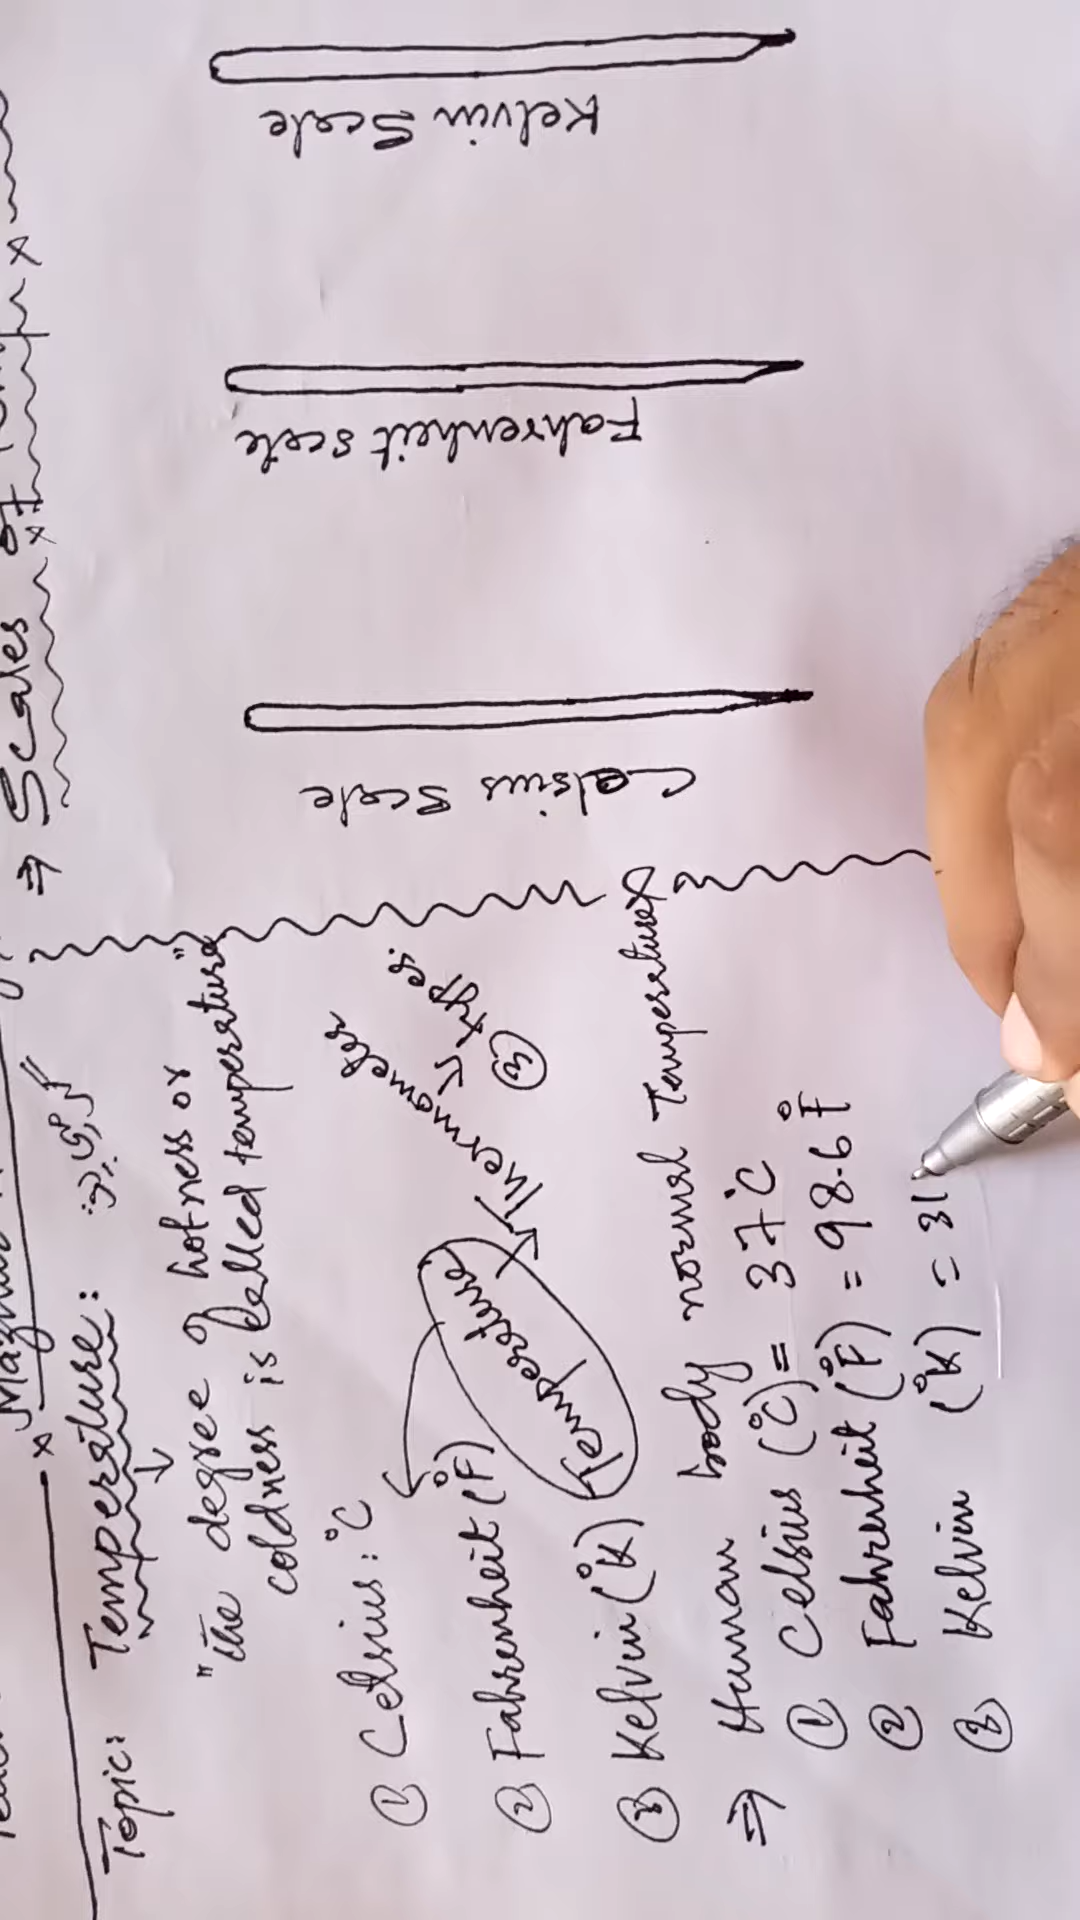 Topic: Temperature:
"the degree of hotness or
coldness is called temperature"
① Celsius: °C
② Fahrenheit (°F)
③ Kelvin (°K)
Temperature
Thermometer
③ types.
⇒ Human body normal Temperature
① Celsius (°C) = 37°C
② Fahrenheit (°F) = 98.6°F
③ Kelvin (°K) = 31
⇒ Scales of
Celsius Scale
Fahrenheit scale
Kelvin Scale